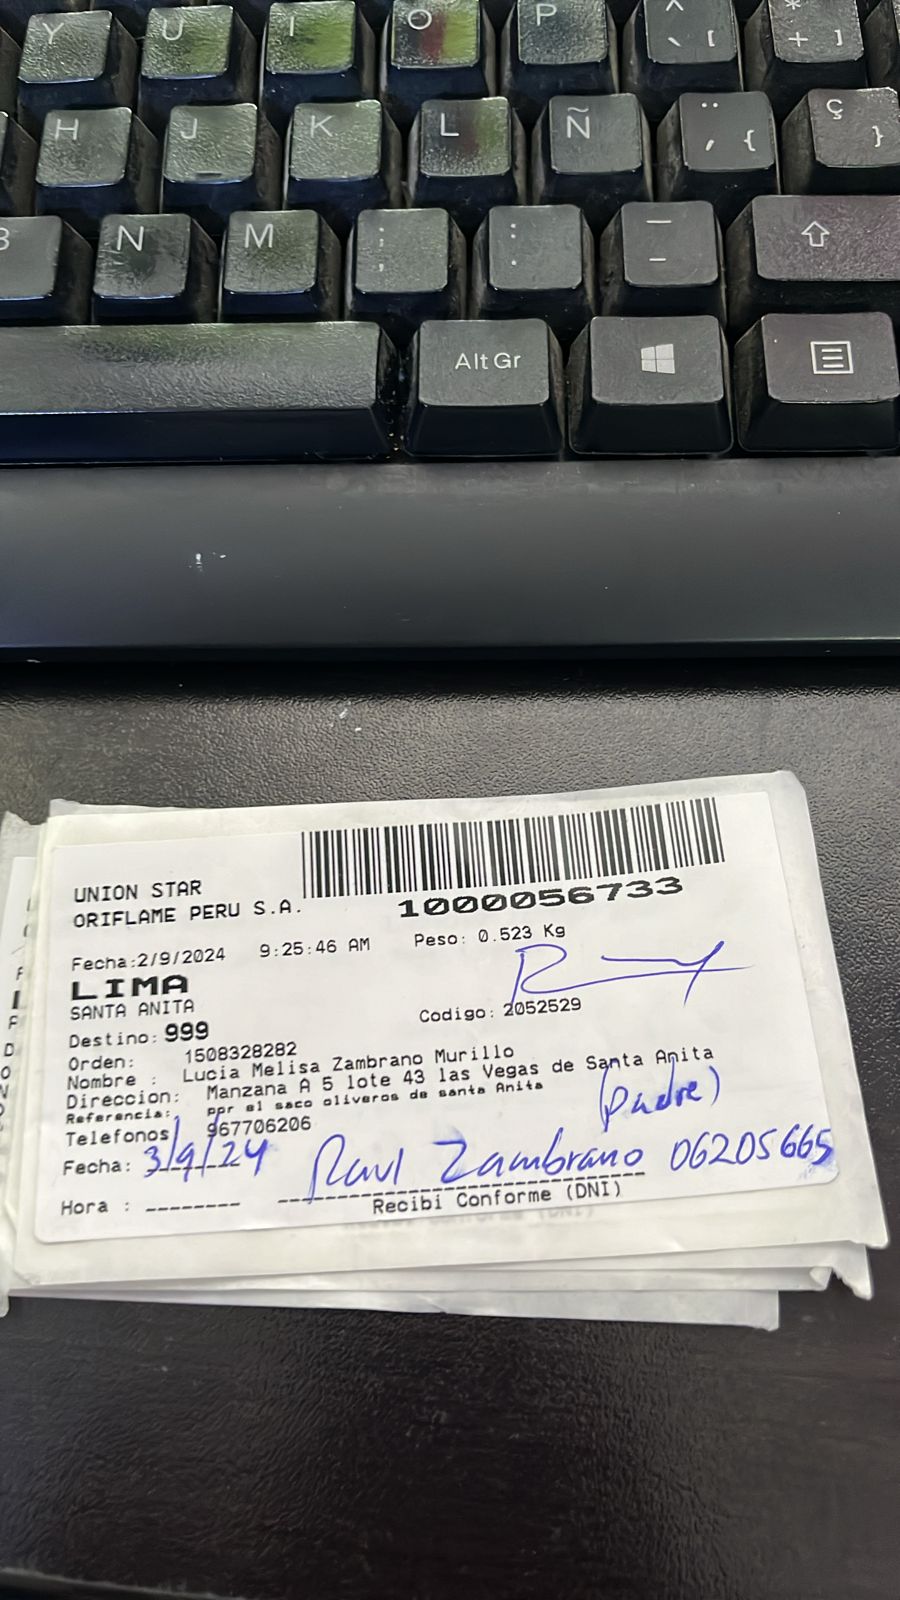 Y U I O P ^ ` [ * + ]
H J K L Ñ ¨ ´ { ç }
B N M ; , : . _ -
Alt Gr
UNION STAR
ORIFLAME PERU S.A.
1000056733
Fecha:2/9/2024 9:25:46 AM Peso: 0.523 Kg
LIMA
SANTA ANITA
Codigo: 2052529
Destino: 999
Orden: 1508328282
Nombre : Lucia Melisa Zambrano Murillo
Direccion: Manzana A 5 lote 43 las Vegas de Santa Anita
Referencia: por el saco oliveros de santa Anita
(Padre)
Telefonos 967706206
Fecha: 3/9/24 Raul Zambrano 06205665
Hora : -------- Recibi Conforme (DNI)